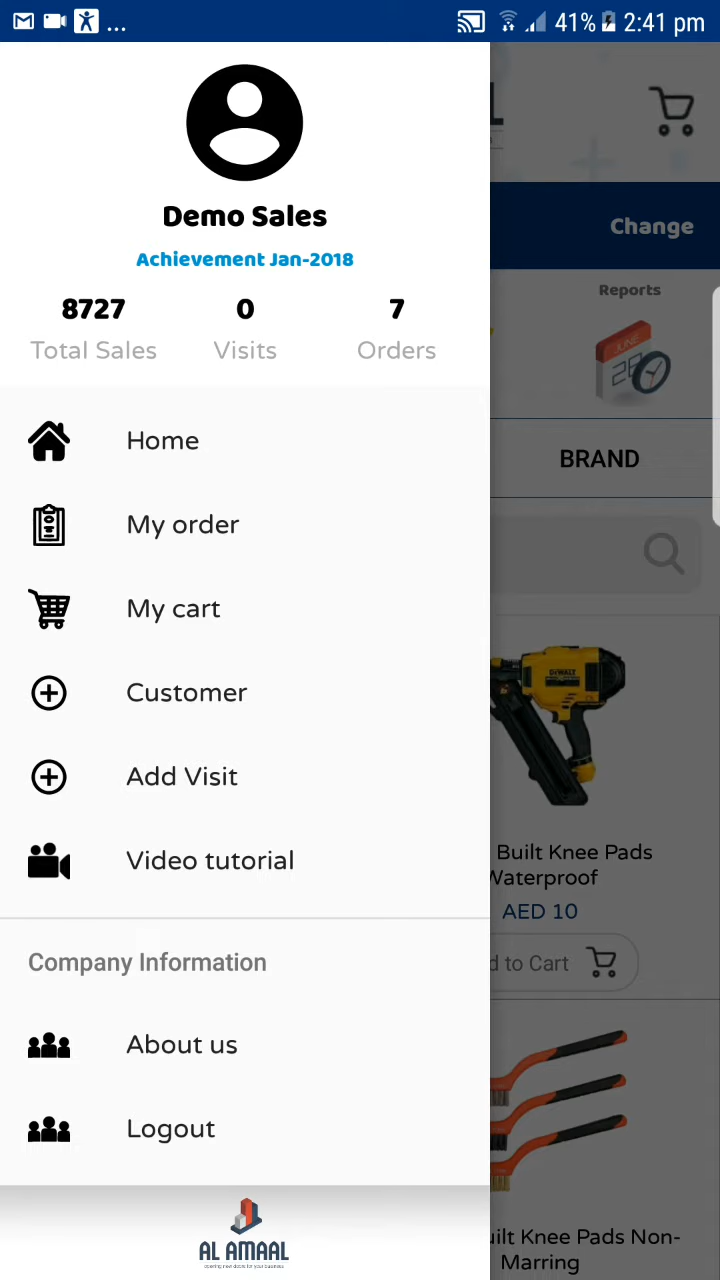 ... 41% 2:41 pm
Demo Sales
Achievement Jan-2018
8727 0 7
Total Sales Visits Orders
Home
My order
My cart
Customer
Add Visit
Video tutorial
Company Information
About us
Logout
AL AMAAL
L
Change
Reports
JUNE
BRAND
DEWALT
Built Knee Pads
Waterproof
AED 10
d to Cart
uilt Knee Pads Non-
Marring